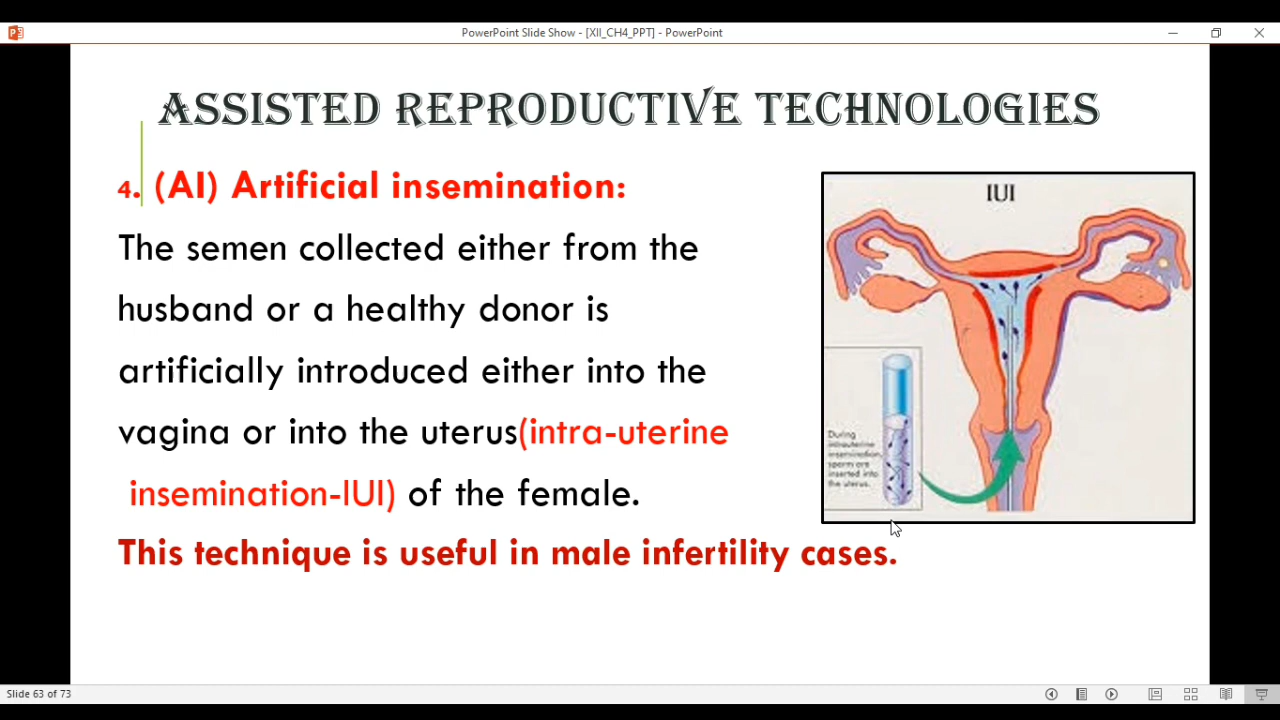 PowerPoint Slide Show - [XII_CH4_PPT] - PowerPoint
ASSISTED REPRODUCTIVE TECHNOLOGIES
4. (AI) Artificial insemination:
The semen collected either from the
husband or a healthy donor is
artificially introduced either into the
vagina or into the uterus(intra-uterine
insemination-IUI) of the female.
This technique is useful in male infertility cases.
IUI
During
intrauterine
insemination,
sperm are
inserted into
the uterus.
Slide 63 of 73